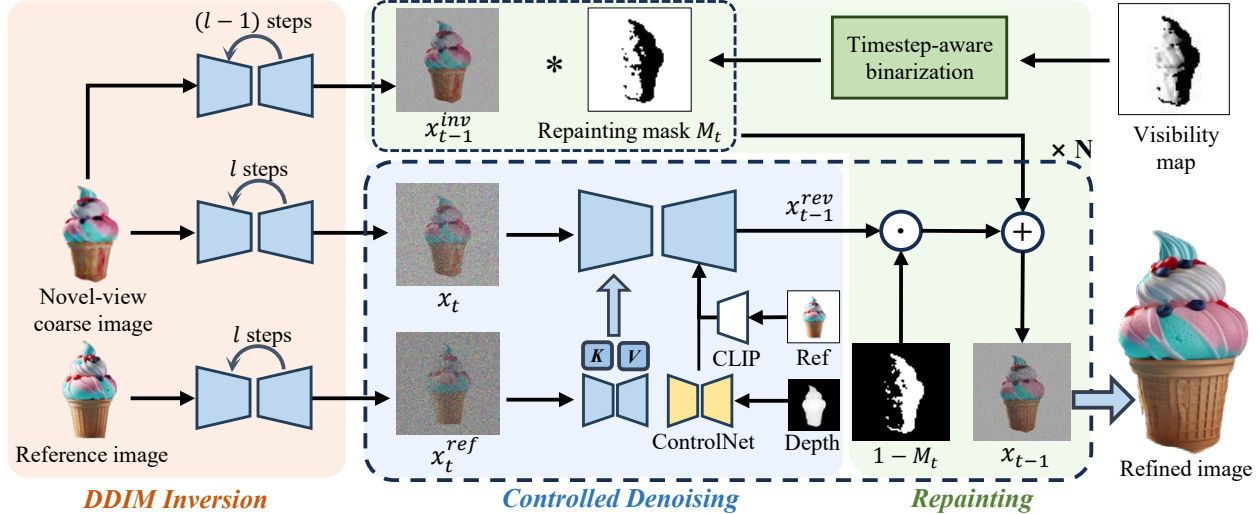 (l − 1) steps
x_{t-1}^{inv}
*
Repainting mask M_t
Timestep-aware
binarization
Visibility
map
× N
l steps
Novel-view
coarse image
x_t
x_{t-1}^{rev}
·
+
K V
CLIP
Ref
l steps
Reference image
x_t^{ref}
ControlNet
Depth
1 − M_t
x_{t-1}
Refined image
DDIM Inversion
Controlled Denoising
Repainting